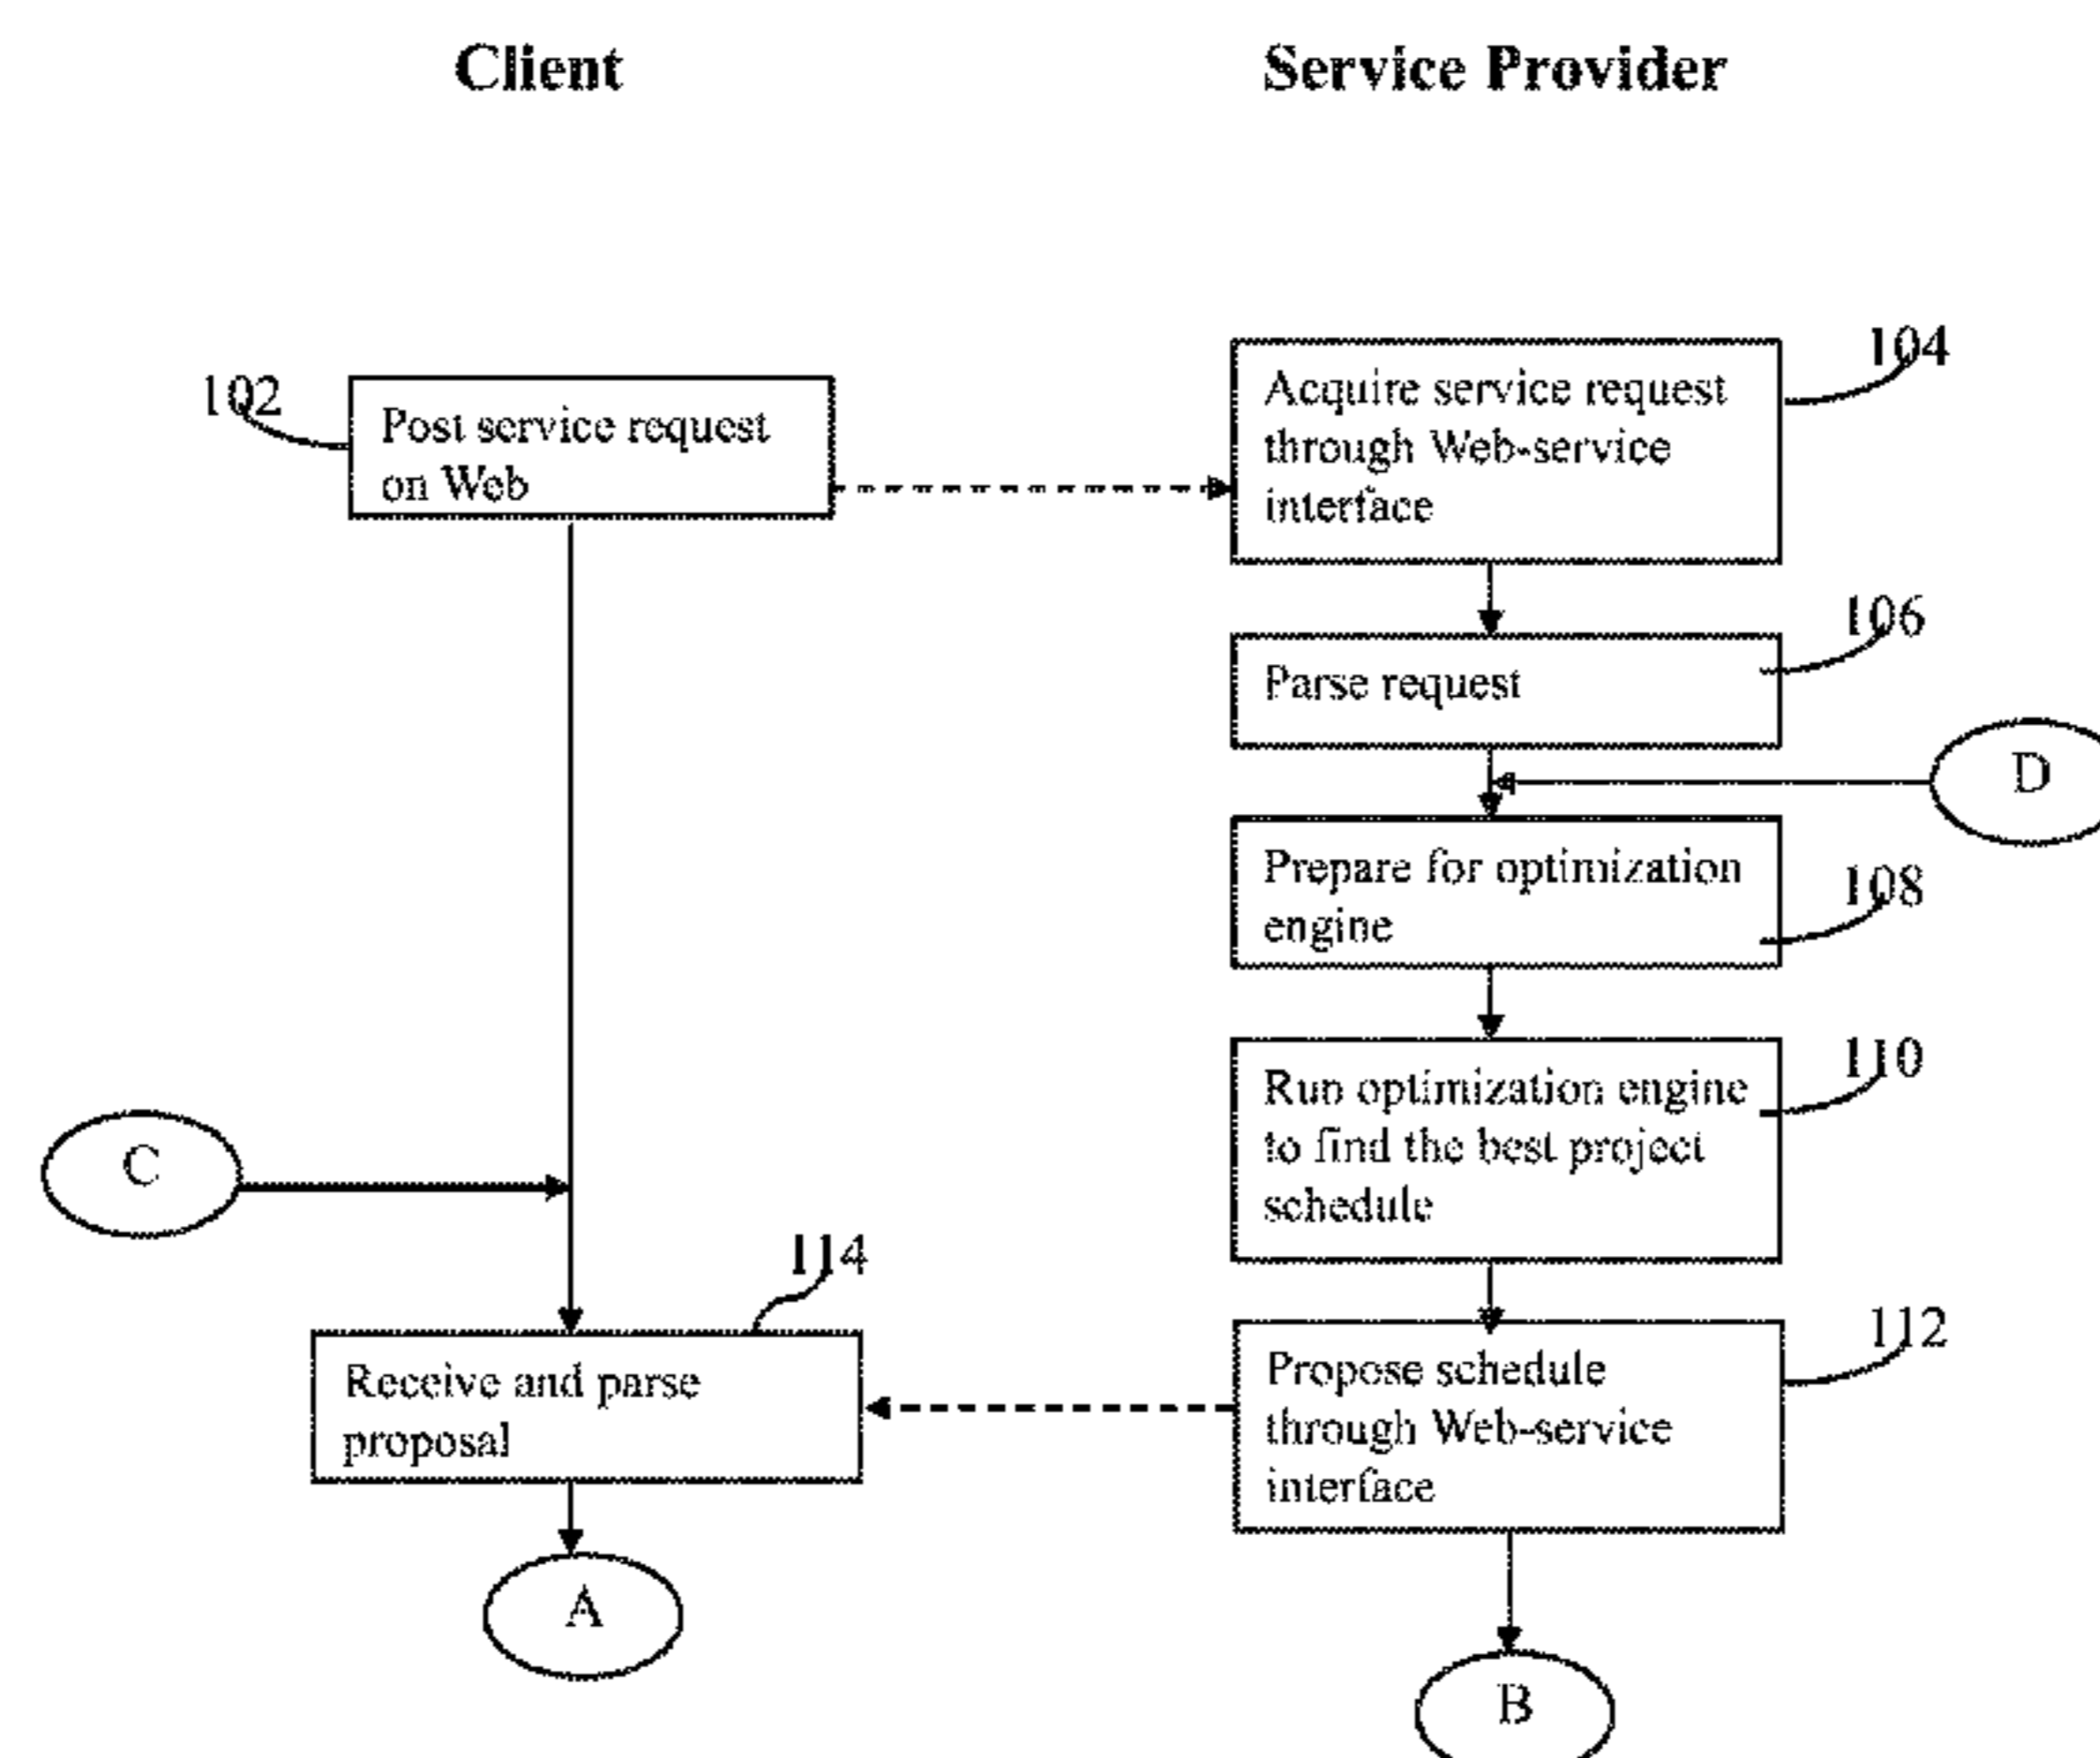 Client
Service Provider
102
Post service request
on Web
104
Acquire service request
through Web-service
interface
106
Parse request
D
Prepare for optimization
engine
108
110
Run optimization engine
to find the best project
schedule
C
114
Receive and parse
proposal
112
Propose schedule
through Web-service
interface
A
B